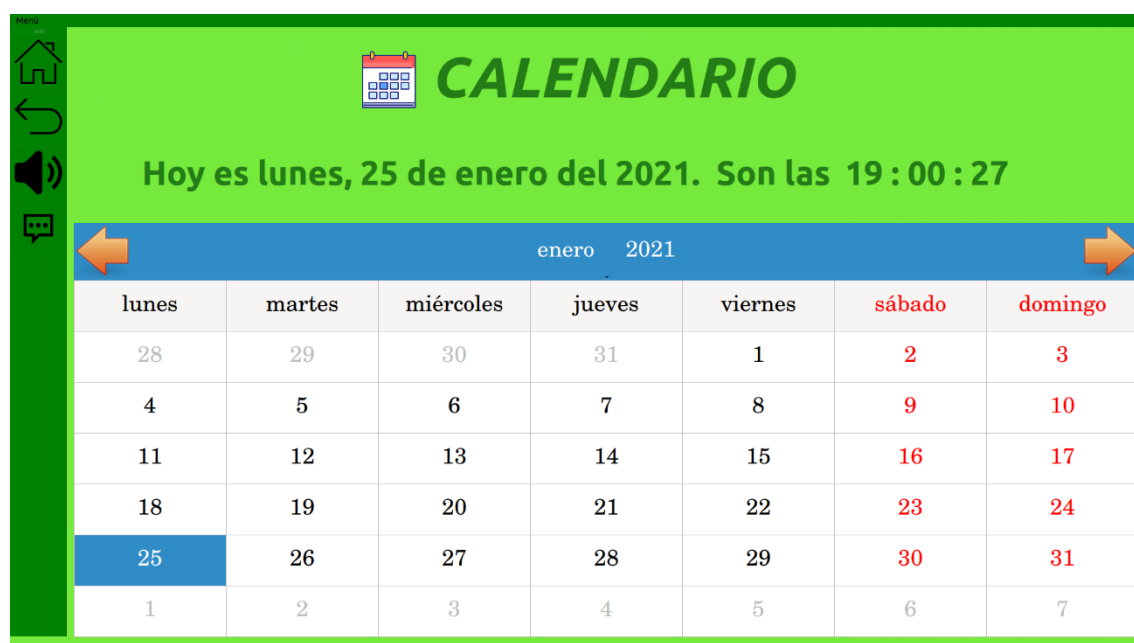 Menú
CALENDARIO
Hoy es lunes, 25 de enero del 2021. Son las 19 : 00 : 27
enero 2021
lunes martes miércoles jueves viernes sábado domingo
28 29 30 31 1 2 3
4 5 6 7 8 9 10
11 12 13 14 15 16 17
18 19 20 21 22 23 24
25 26 27 28 29 30 31
1 2 3 4 5 6 7